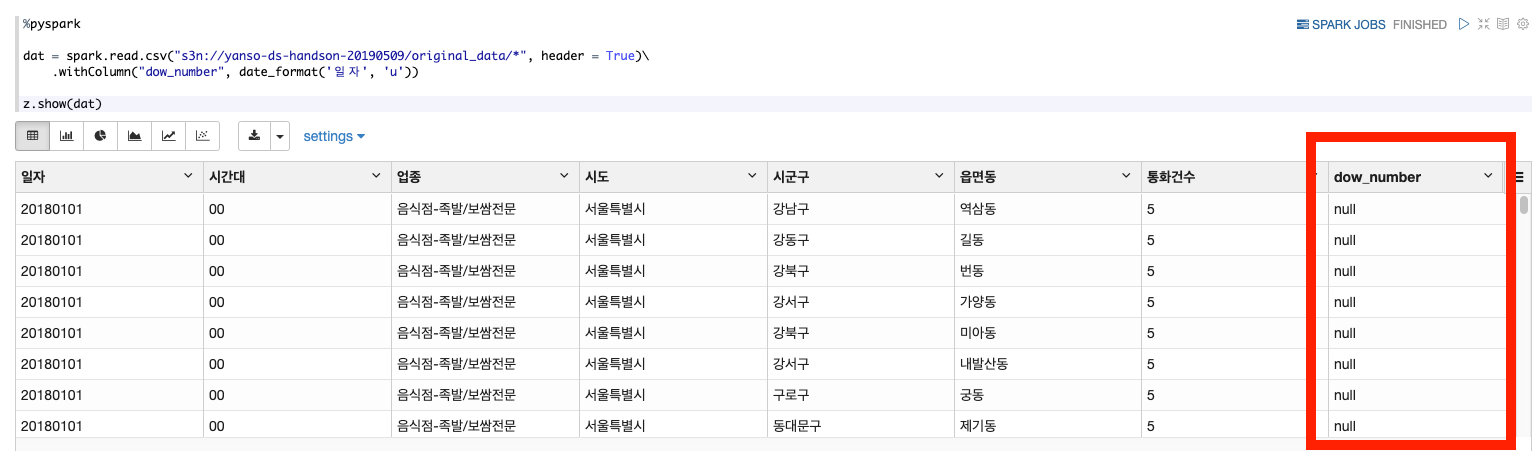 %pyspark
SPARK JOBS FINISHED
dat = spark.read.csv("s3n://yanso-ds-handson-20190509/original_data/*", header = True)\
.withColumn("dow_number", date_format('일자', 'u'))
z.show(dat)
settings
일자 시간대 업종 시도 시군구 읍면동 통화건수 dow_number
20180101 00 음식점-족발/보쌈전문 서울특별시 강남구 역삼동 5 null
20180101 00 음식점-족발/보쌈전문 서울특별시 강동구 길동 5 null
20180101 00 음식점-족발/보쌈전문 서울특별시 강북구 번동 5 null
20180101 00 음식점-족발/보쌈전문 서울특별시 강서구 가양동 5 null
20180101 00 음식점-족발/보쌈전문 서울특별시 강북구 미아동 5 null
20180101 00 음식점-족발/보쌈전문 서울특별시 강서구 내발산동 5 null
20180101 00 음식점-족발/보쌈전문 서울특별시 구로구 궁동 5 null
20180101 00 음식점-족발/보쌈전문 서울특별시 동대문구 제기동 5 null